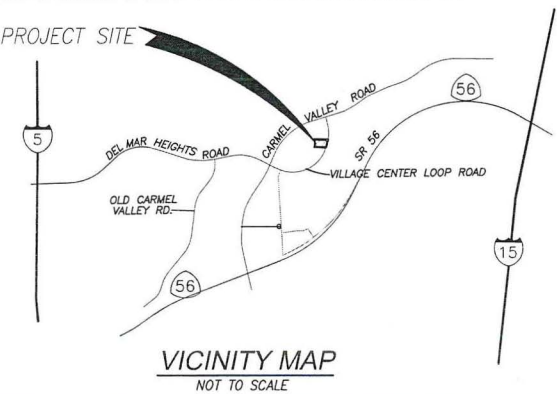 PROJECT SITE
56
5
CARMEL VALLEY ROAD
DEL MAR HEIGHTS ROAD
SR 56
VILLAGE CENTER LOOP ROAD
OLD CARMEL
VALLEY RD.
15
56
VICINITY MAP
NOT TO SCALE